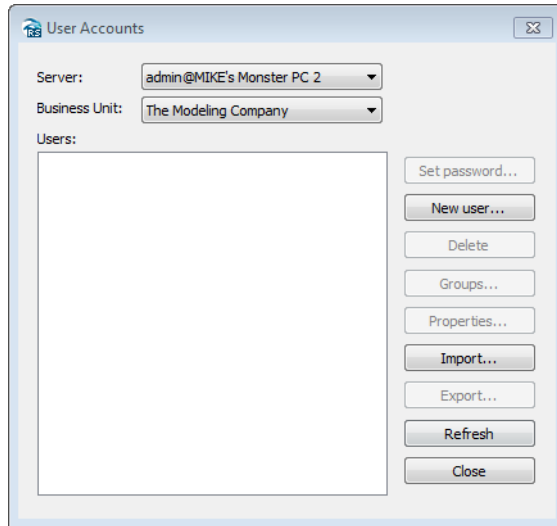 RS User Accounts
Server: admin@MIKE's Monster PC 2
Business Unit: The Modeling Company
Users:
Set password...
New user...
Delete
Groups...
Properties...
Import...
Export...
Refresh
Close